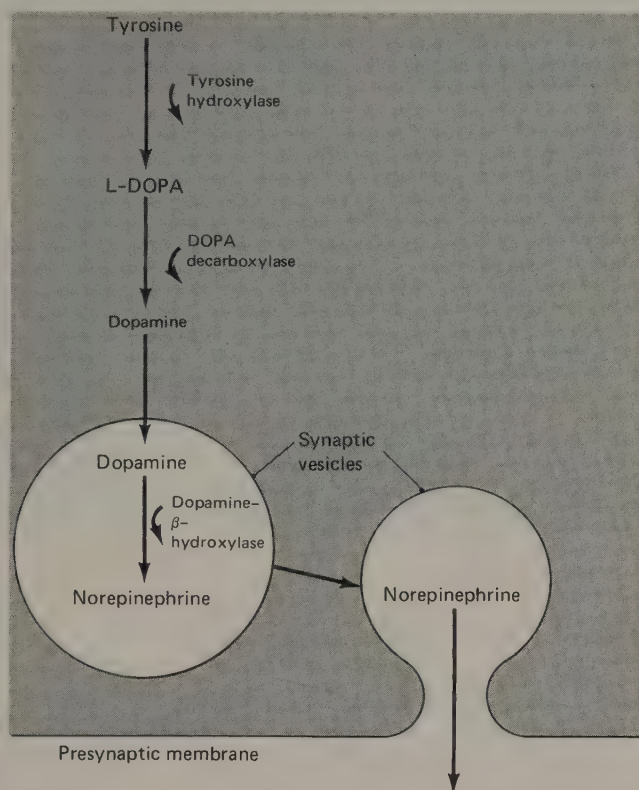 Tyrosine
Tyrosine
hydroxylase
L-DOPA
DOPA
decarboxylase
Dopamine
Synaptic
vesicles
Dopamine
Dopamine-
β-
hydroxylase
Norepinephrine
Norepinephrine
Presynaptic membrane